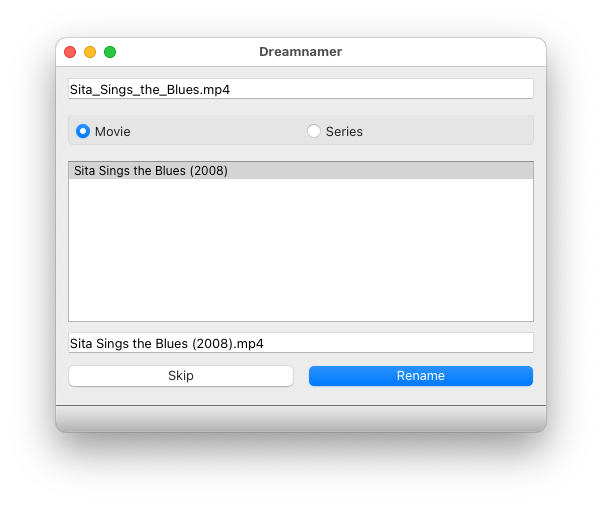 Dreamnamer
Sita_Sings_the_Blues.mp4
Movie Series
Sita Sings the Blues (2008)
Sita Sings the Blues (2008).mp4
Skip Rename